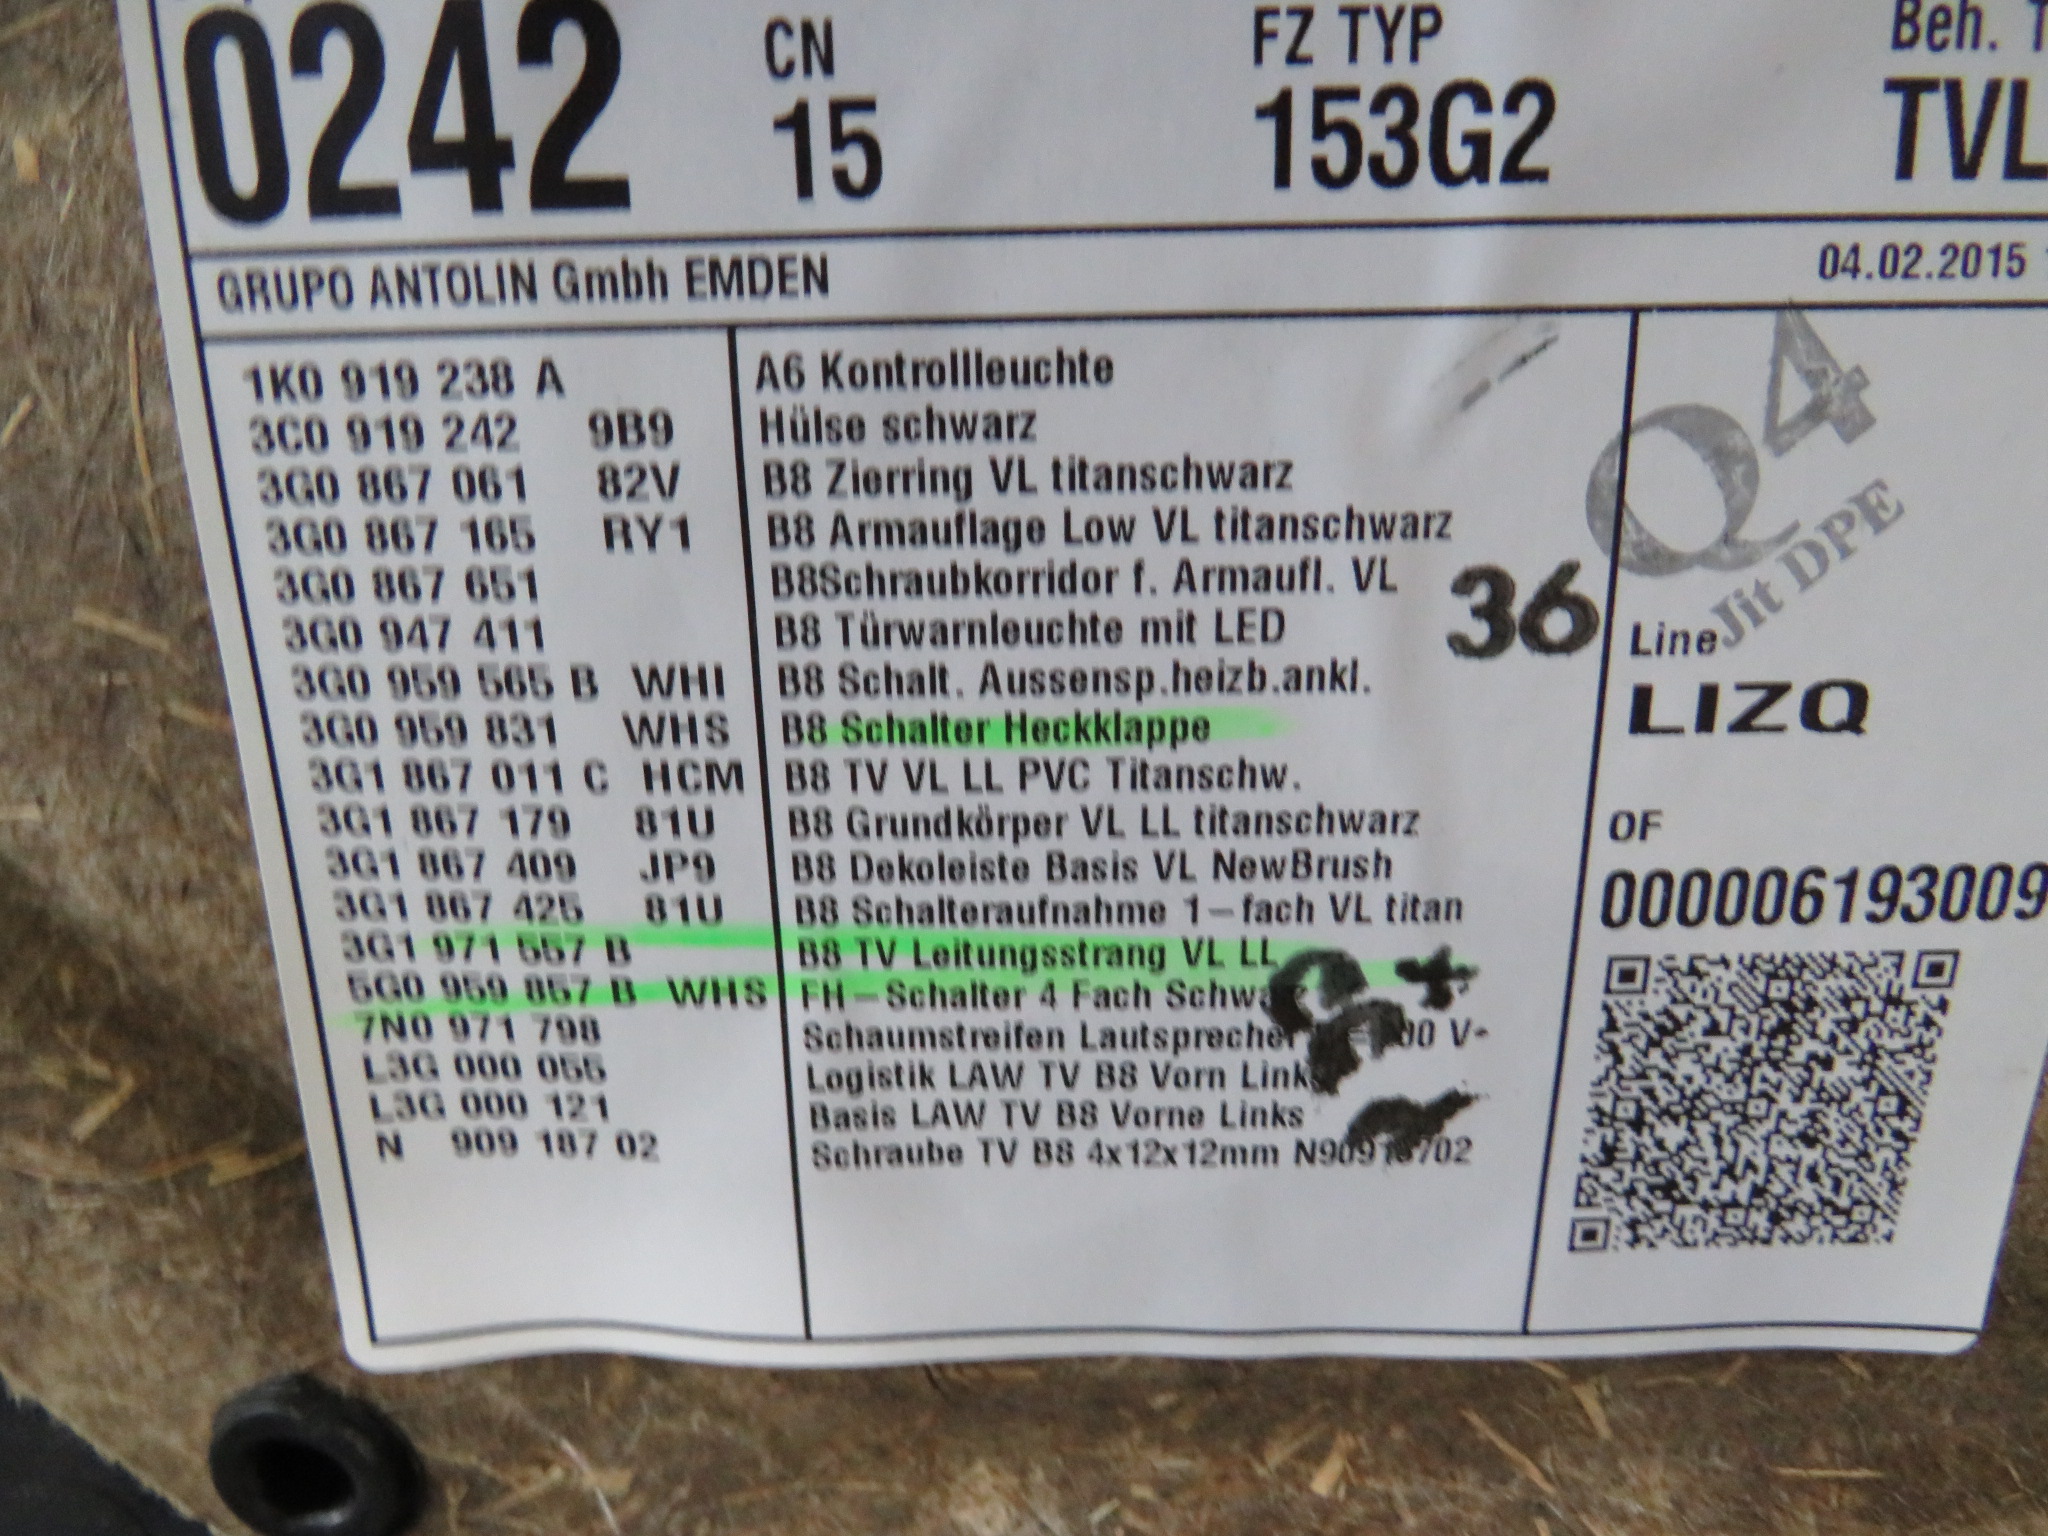 0242 CN 15 FZ TYP 153G2 Beh. TVL
GRUPO ANTOLIN Gmbh EMDEN 04.02.2015
1K0 919 238 A A6 Kontrollleuchte
3C0 919 242 9B9 Hülse schwarz
3G0 867 061 82V B8 Zierring VL titanschwarz
3G0 867 165 RY1 B8 Armauflage Low VL titanschwarz
3G0 867 651 B8Schraubkorridor f. Armaufl. VL
3G0 947 411 B8 Türwarnleuchte mit LED
3G0 959 565 B WHI B8 Schalt. Aussensp.heizb.ankl.
3G0 959 831 WHS B8 Schalter Heckklappe
3G1 867 011 C HCM B8 TV VL LL PVC Titanschw.
3G1 867 179 81U B8 Grundkörper VL LL titanschwarz
3G1 867 409 JP9 B8 Dekoleiste Basis VL NewBrush
3G1 867 425 81U B8 Schalteraufnahme 1-fach VL titan
3G1 971 557 B B8 TV Leitungsstrang VL LL
5G0 959 857 B WHS FH-Schalter 4 Fach
7N0 971 798 Schaumstreifen Lautsprecher V-
L3G 000 055 Logistik LAW TV B8 Vorn Links
L3G 000 121 Basis LAW TV B8 Vorne Links
N 909 187 02 Schraube TV B8 4x12x12mm N90918702
36
Q4
Jit DPE
Line
LIZQ
OF
000006193009